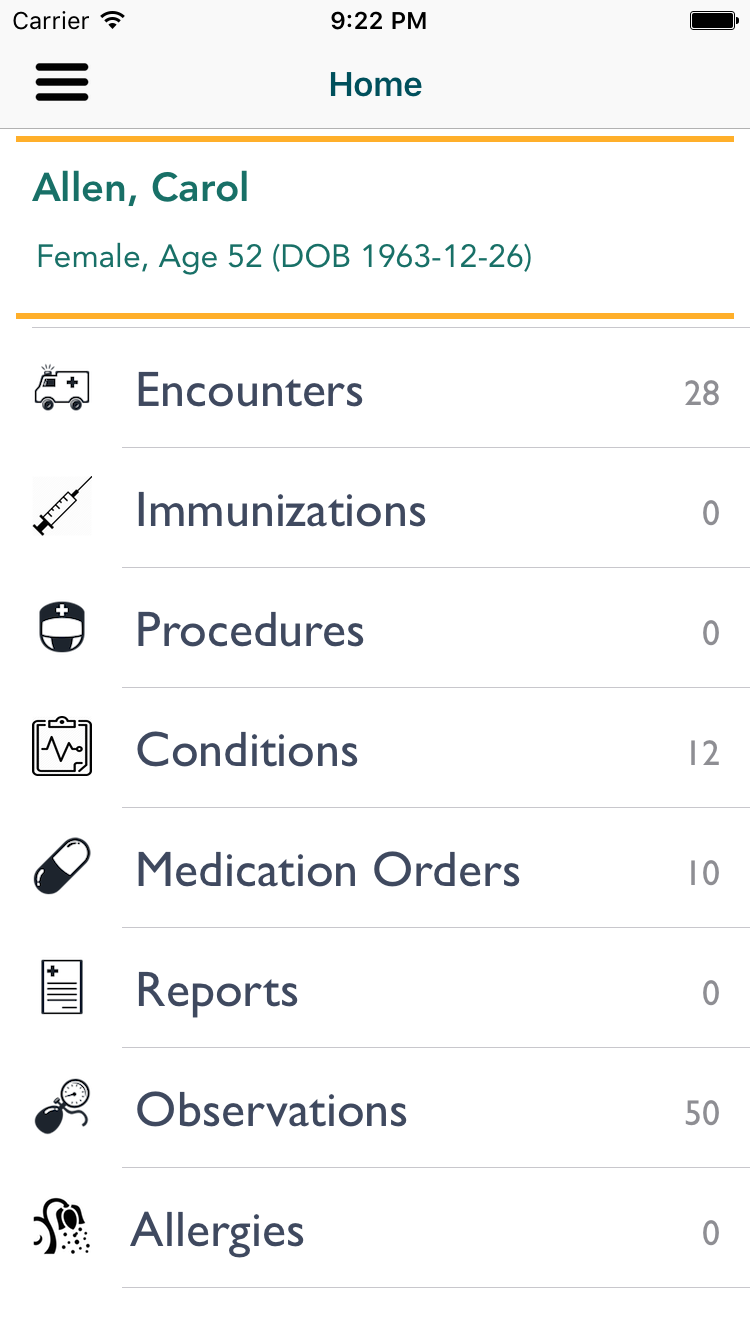 Carrier 9:22 PM
Home
Allen, Carol
Female, Age 52 (DOB 1963-12-26)
Encounters 28
Immunizations 0
Procedures 0
Conditions 12
Medication Orders 10
Reports 0
Observations 50
Allergies 0